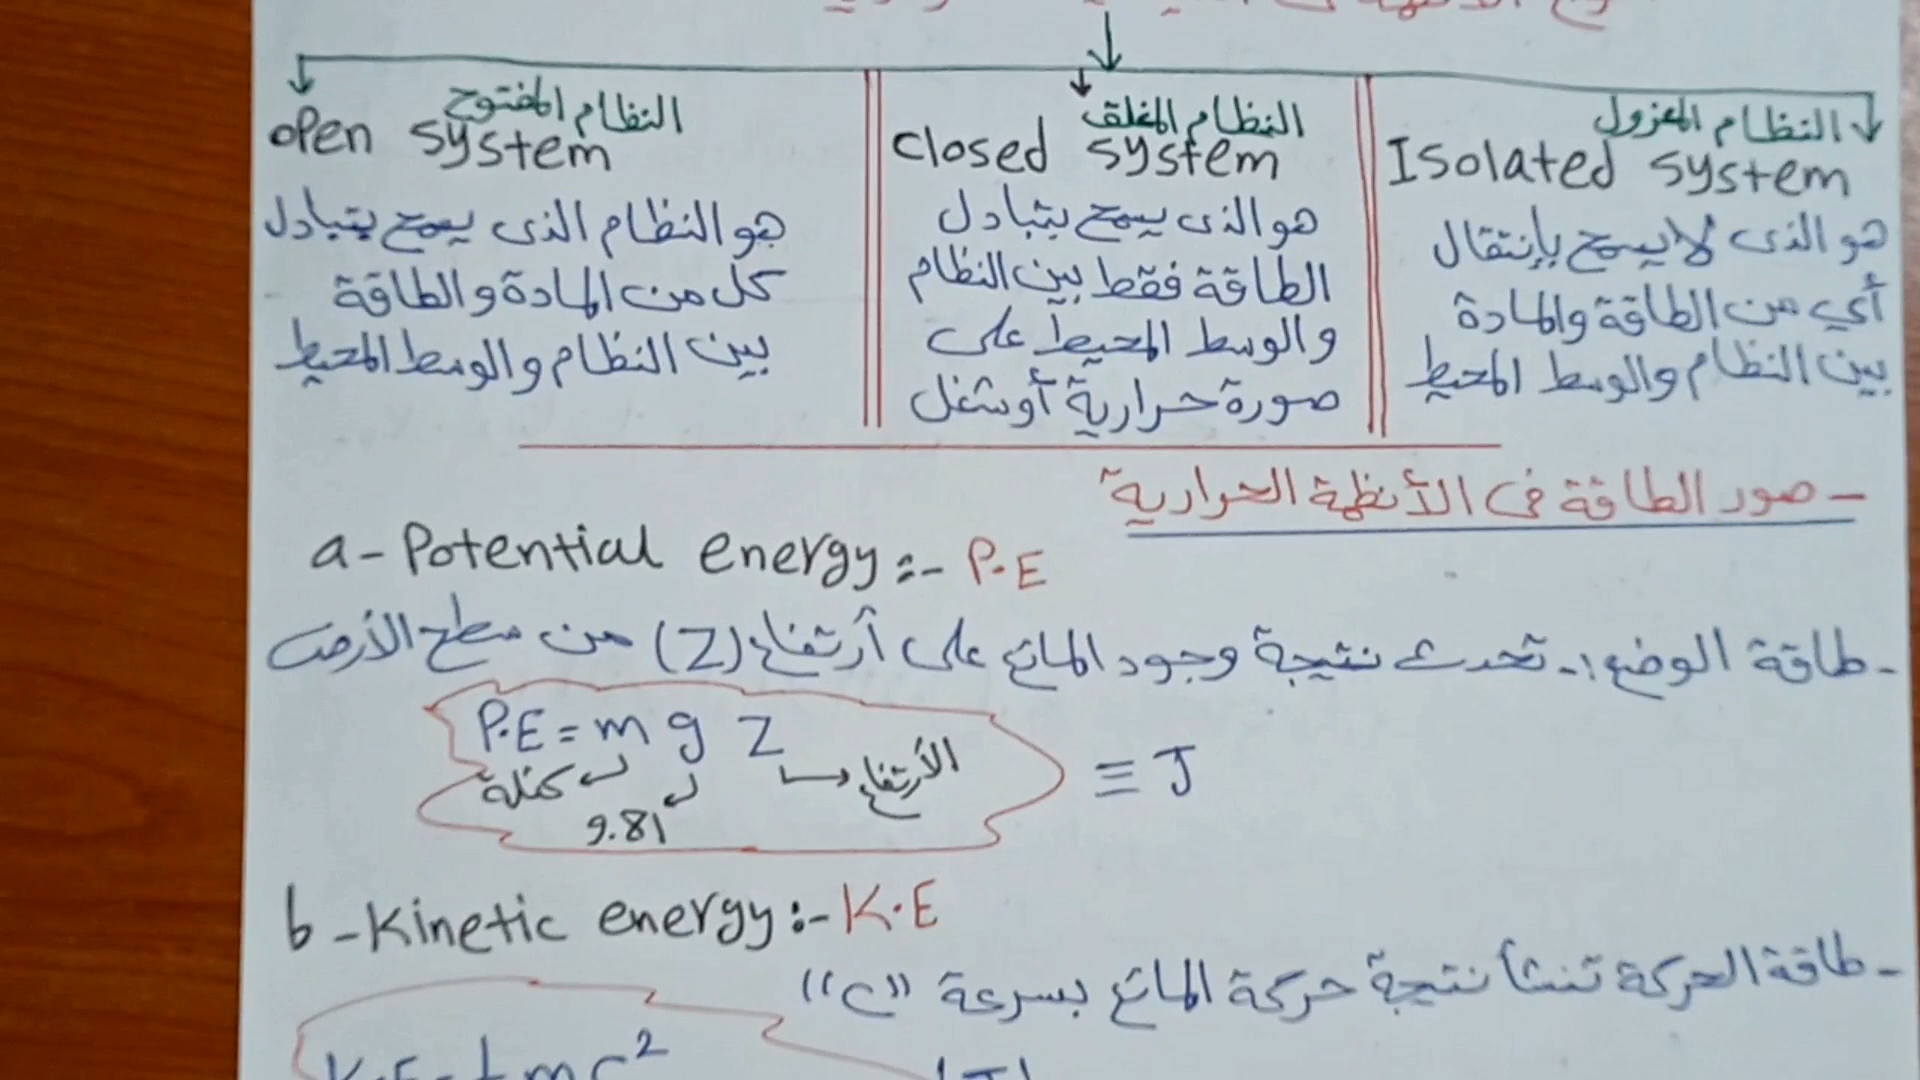 النظام المفتوح
open system
هو النظام الذى يسمح بتبادل
كل من المادة والطاقة
بين النظام والوسط المحيط
النظام المغلق
Closed system
هو الذى يسمح بتبادل
الطاقة فقط بين النظام
والوسط المحيط على
صورة حرارية أو شغل
النظام المعزول
Isolated system
هو الذى لا يسمح بإنتقال
أي من الطاقة والمادة
بين النظام والوسط المحيط
- صور الطاقة فى الأنظمة الحرارية
a- Potential energy:- P.E
- طاقة الوضع:- تحدث نتيجة وجود المائع على أرتفاع (Z) من سطح الأرض
P.E = m g Z
كتلة
9.81
الأرتفاع
≡ J
b - Kinetic energy:- K.E
- طاقة الحركة تنشأ نتيجة حركة المائع بسرعة "C"
K.E = ½ mc²